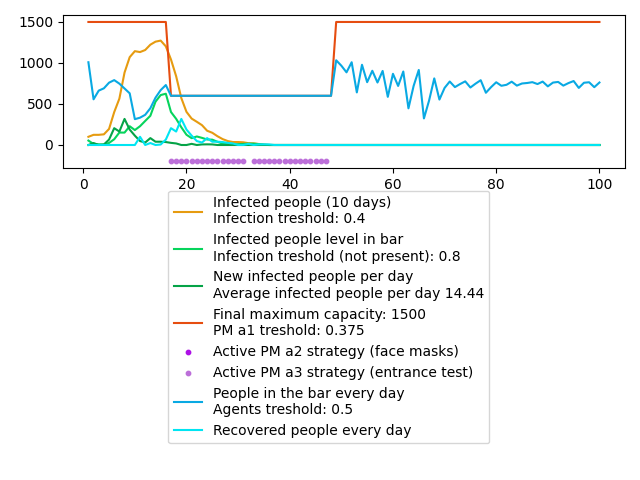 1500
1000
500
0
0
20
40
60
80
100
Infected people (10 days)
Infection treshold: 0.4
Infected people level in bar
Infection treshold (not present): 0.8
New infected people per day
Average infected people per day 14.44
Final maximum capacity: 1500
PM a1 treshold: 0.375
Active PM a2 strategy (face masks)
Active PM a3 strategy (entrance test)
People in the bar every day
Agents treshold: 0.5
Recovered people every day